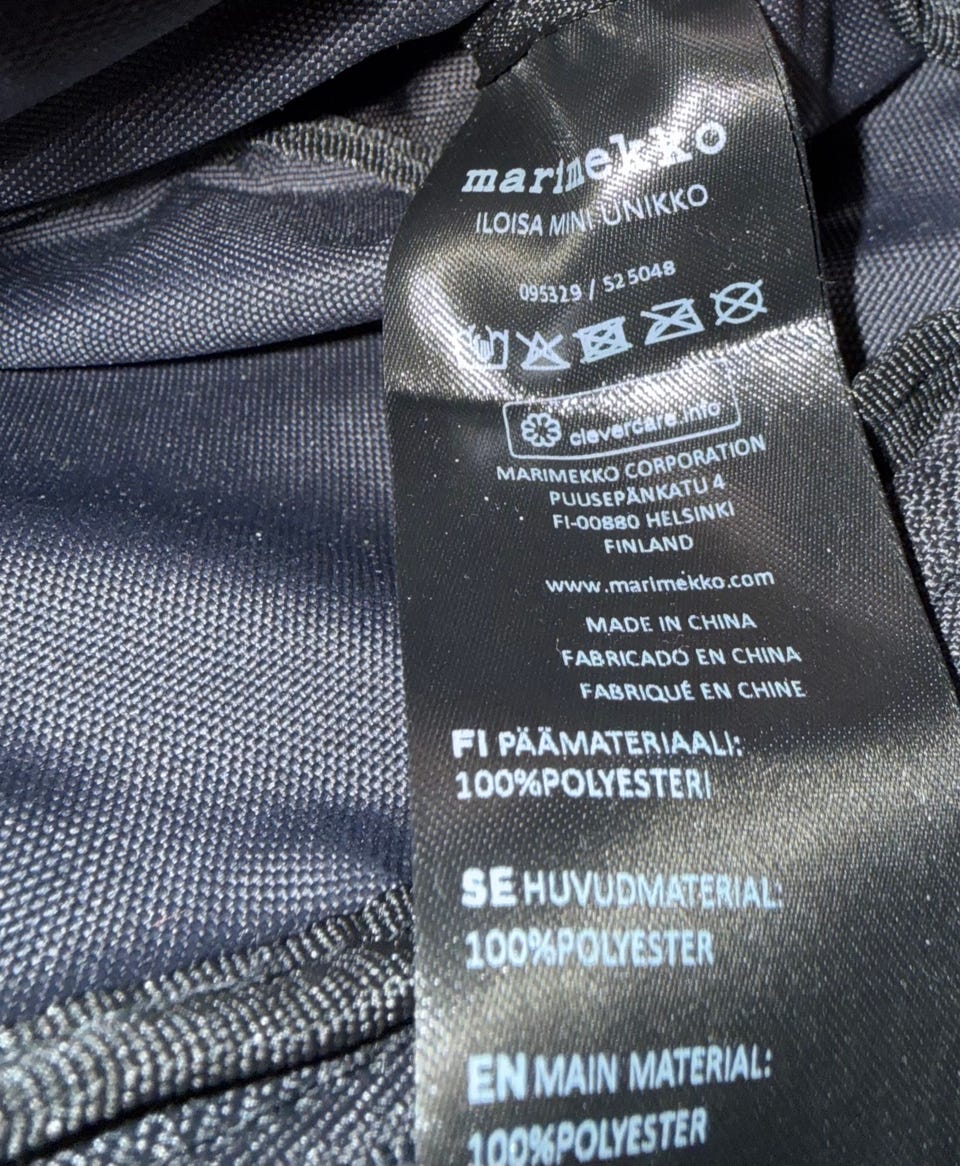 marimekko
ILOISA MINI UNIKKO
095329 / S25048
clevercare.info
MARIMEKKO CORPORATION
PUUSEPÄNKATU 4
FI-00880 HELSINKI
FINLAND
www.marimekko.com
MADE IN CHINA
FABRICADO EN CHINA
FABRIQUÉ EN CHINE
FI PÄÄMATERIAALI:
100%POLYESTERI
SE HUVUDMATERIAL:
100%POLYESTER
EN MAIN MATERIAL:
100%POLYESTER